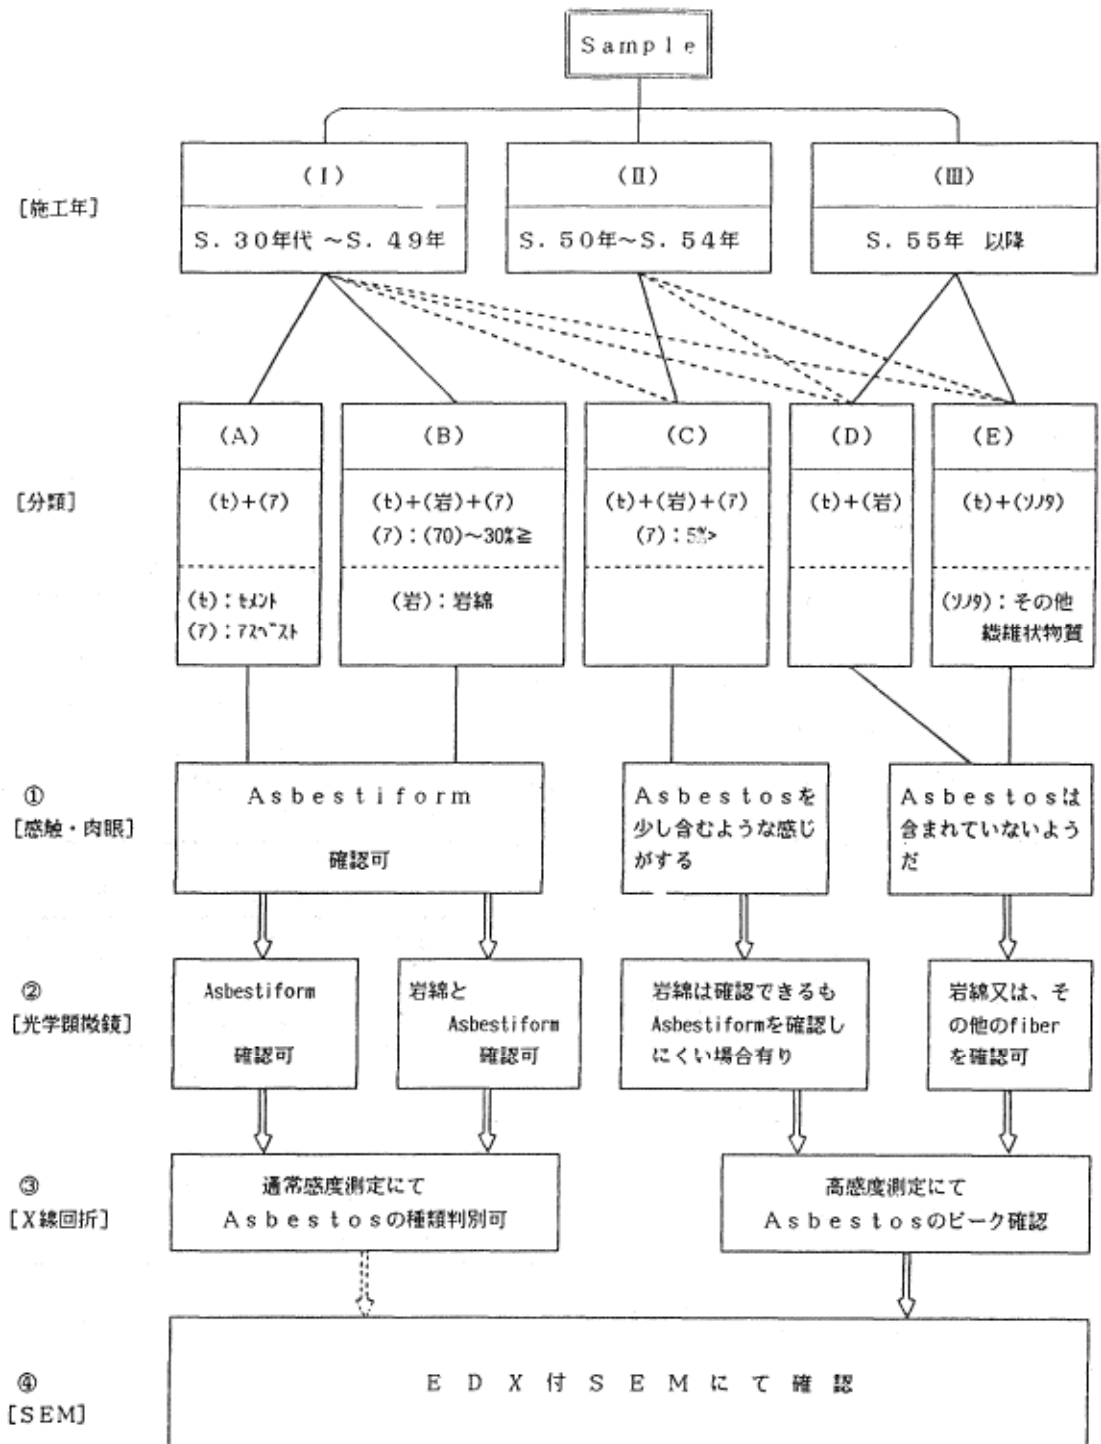 Sample
[施工年]
(Ⅰ)
S．30年代 ～S．49年
(Ⅱ)
S．50年～S．54年
(Ⅲ)
S．55年 以降
[分類]
(A)
(ｾ)+(ｱ)
(ｾ)：ｾﾒﾝﾄ
(ｱ)：ｱｽﾍﾞｽﾄ
(B)
(ｾ)+(岩)+(ｱ)
(ｱ)：(70)～30%≧
(岩)：岩綿
(C)
(ｾ)+(岩)+(ｱ)
(ｱ)：5%>
(D)
(ｾ)+(岩)
(E)
(ｾ)+(ｿﾉﾀ)
(ｿﾉﾀ)：その他
繊維状物質
①
[感触・肉眼]
Asbestiform
確認可
Asbestosを
少し含むような感じ
がする
Asbestosは
含まれていないよう
だ
②
[光学顕微鏡]
Asbestiform
確認可
岩綿と
Asbestiform
確認可
岩綿は確認できるも
Asbestiformを確認し
にくい場合有り
岩綿又は、そ
の他のfiber
を確認可
③
[X線回折]
通常感度測定にて
Asbestosの種類判別可
高感度測定にて
Asbestosのピーク確認
④
[SEM]
EDX付SEMにて確認